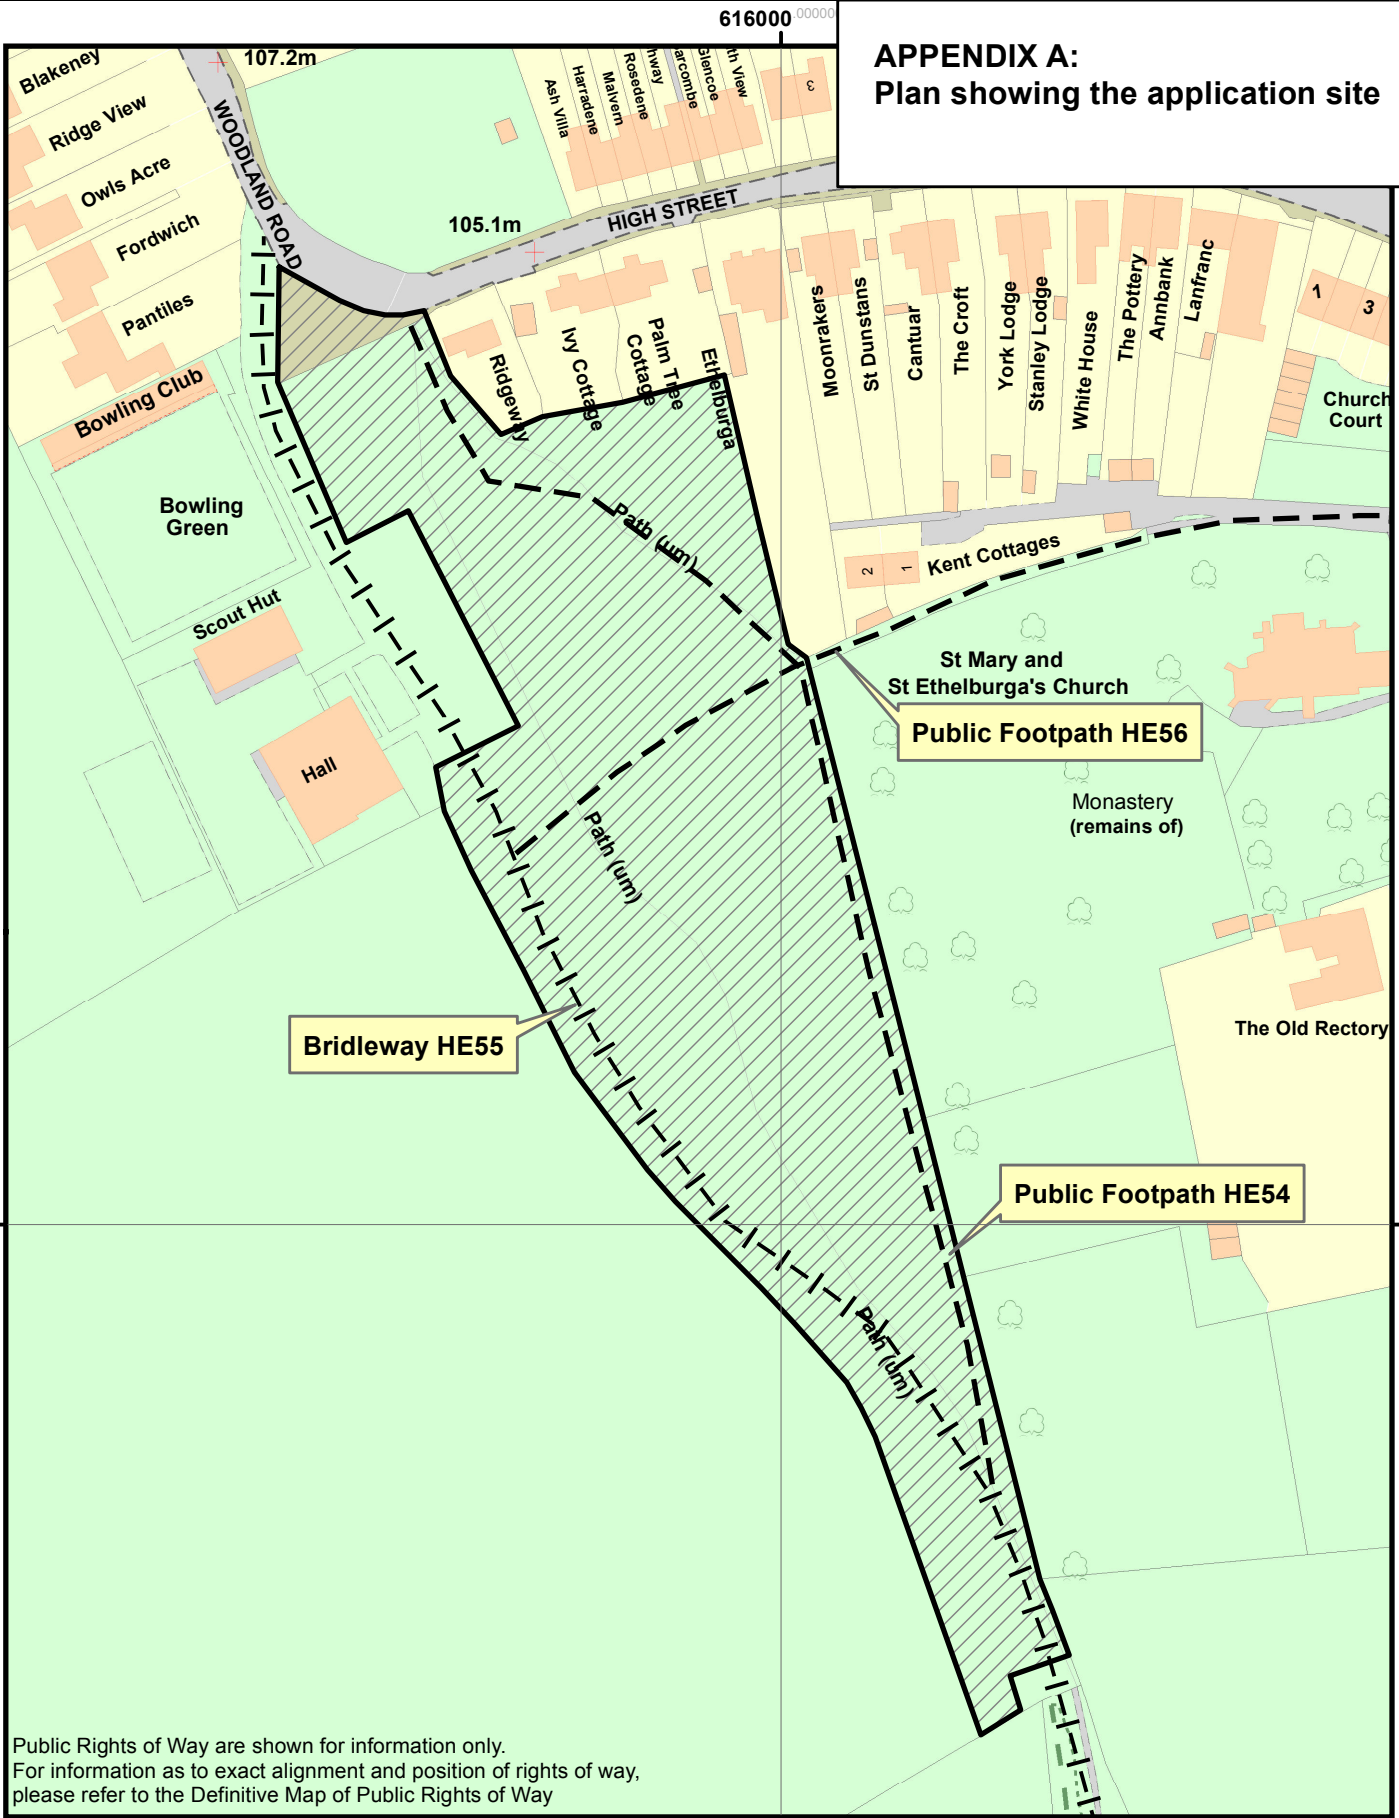 616000
APPENDIX A:
Plan showing the application site
107.2m
Blakeney
Ridge View
Owls Acre
Fordwich
Pantiles
WOODLAND ROAD
Ash Villa
Harradene
Malvern
Rosedene
Glencoe
3
105.1m
HIGH STREET
Ridgeway
Ivy Cottage
Palm Tree
Cottage
Ethelburga
Moonrakers
St Dunstans
Cantuar
The Croft
York Lodge
Stanley Lodge
White House
The Pottery
Annbank
Lanfranc
1
3
Church
Court
Bowling Club
Bowling
Green
Path (um)
2
1
Kent Cottages
Scout Hut
Hall
St Mary and
St Ethelburga's Church
Public Footpath HE56
Monastery
(remains of)
Path (um)
Bridleway HE55
The Old Rectory
Public Footpath HE54
Path (um)
Public Rights of Way are shown for information only.
For information as to exact alignment and position of rights of way,
please refer to the Definitive Map of Public Rights of Way